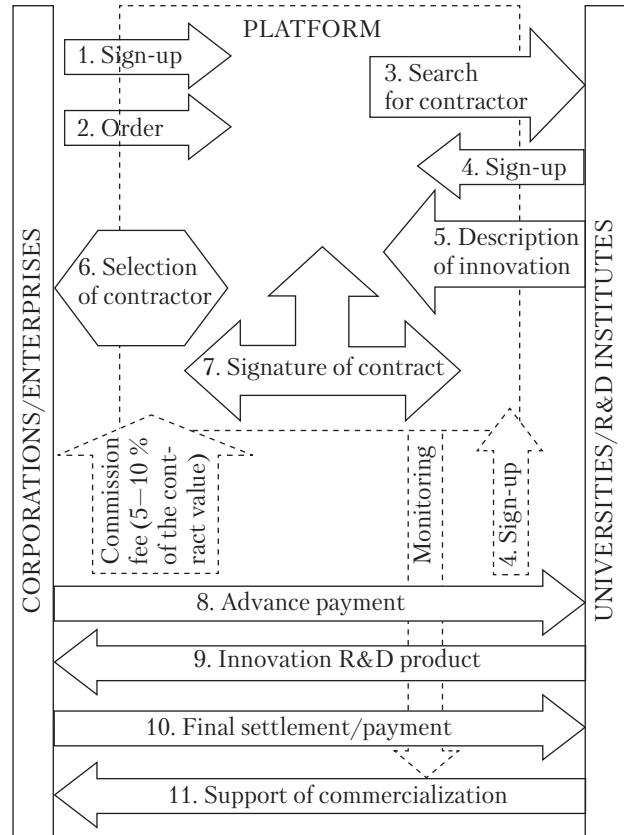 PLATFORM
1. Sign-up
2. Order
3. Search
for contractor
4. Sign-up
5. Description
of innovation
6. Selection
of contractor
7. Signature of contract
CORPORATIONS/ENTERPRISES
UNIVERSITIES/R&D INSTITUTES
Commission
fee (5—10 %
of the cont-
ract value)
Monitoring
4. Sign-up
8. Advance payment
9. Innovation R&D product
10. Final settlement/payment
11. Support of commercialization